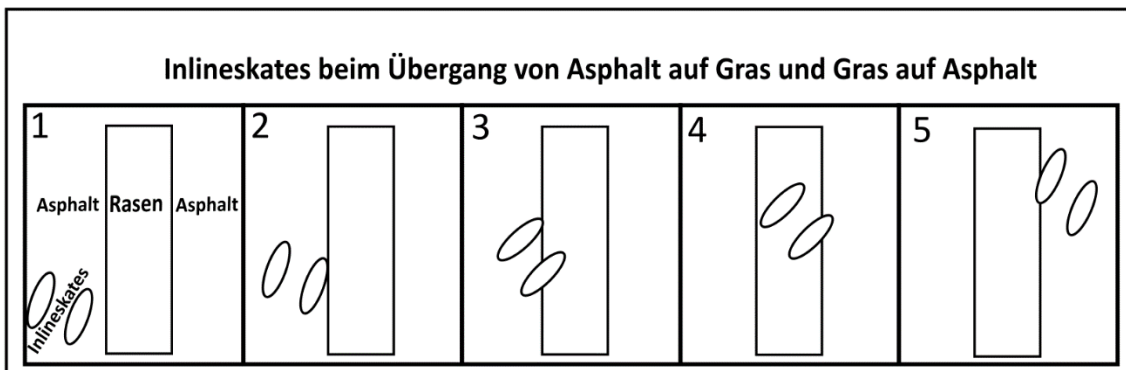 Inlineskates beim Übergang von Asphalt auf Gras und Gras auf Asphalt
1 2 3 4 5
Asphalt Rasen Asphalt
Inlineskates